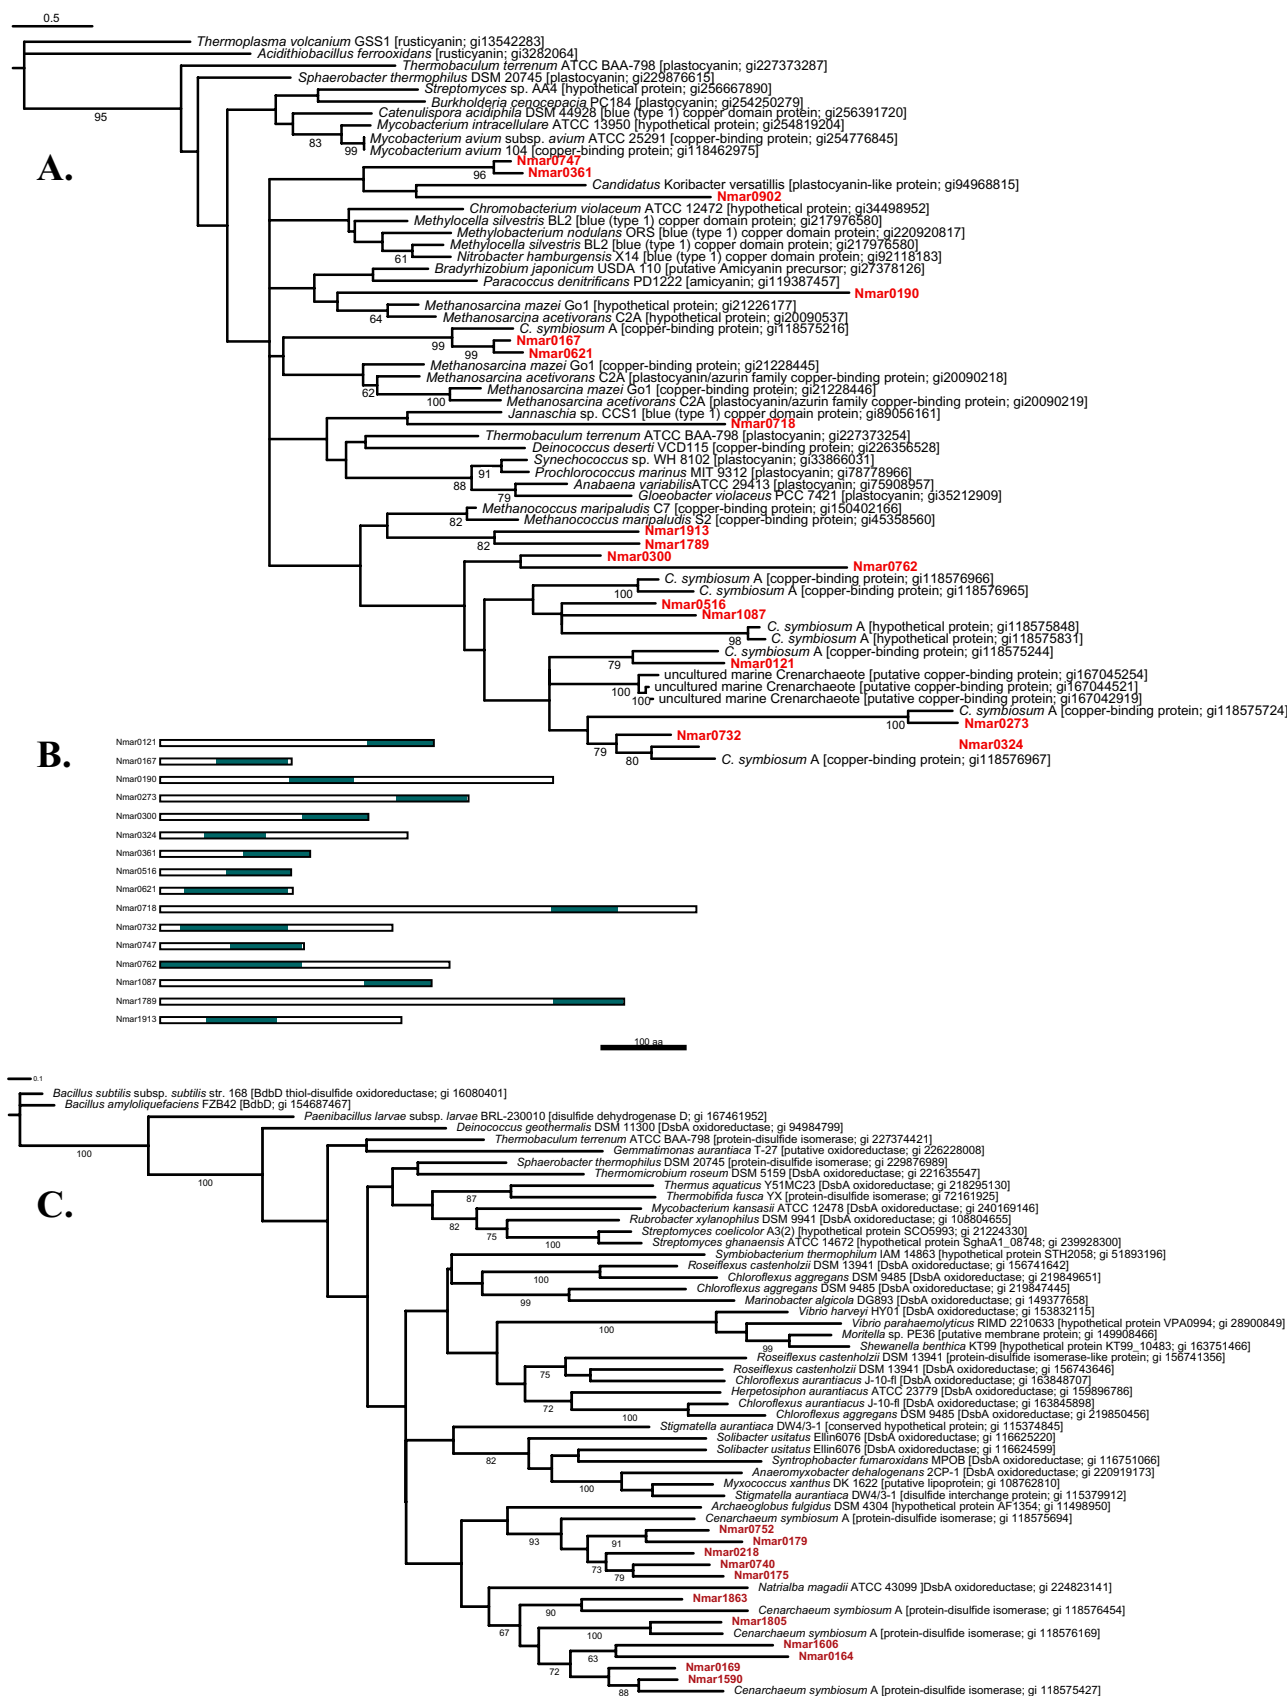 0.5
Thermoplasma volcanium GSS1 [rusticyanin; gi13542283]
Acidithiobacillus ferrooxidans [rusticyanin; gi3282064]
Thermobaculum terrenum ATCC BAA-798 [plastocyanin; gi227373287]
Sphaerobacter thermophilus DSM 20745 [plastocyanin; gi229876615]
Streptomyces sp. AA4 [hypothetical protein; gi256667890]
Burkholderia cenocepacia PC184 [plastocyanin; gi254250279]
95
Catenulispora acidiphila DSM 44928 [blue (type 1) copper domain protein; gi256391720]
Mycobacterium intracellulare ATCC 13950 [hypothetical protein; gi254819204]
83
Mycobacterium avium subsp. avium ATCC 25291 [copper-binding protein; gi254776845]
99
Mycobacterium avium 104 [copper-binding protein; gi118462975]
A.
Nmar0747
96
Nmar0361
Candidatus Koribacter versatillis [plastocyanin-like protein; gi94968815]
Nmar0902
Chromobacterium violaceum ATCC 12472 [hypothetical protein; gi34498952]
Methylocella silvestris BL2 [blue (type 1) copper domain protein; gi217976580]
Methylobacterium nodulans ORS [blue (type 1) copper domain protein; gi220920817]
Methylocella silvestris BL2 [blue (type 1) copper domain protein; gi217976580]
61
Nitrobacter hamburgensis X14 [blue (type 1) copper domain protein; gi92118183]
Bradyrhizobium japonicum USDA 110 [putative Amicyanin precursor; gi27378126]
Paracoccus denitrificans PD1222 [amicyanin; gi119387457]
Nmar0190
Methanosarcina mazei Go1 [hypothetical protein; gi21226177]
64
Methanosarcina acetivorans C2A [hypothetical protein; gi20090537]
C. symbiosum A [copper-binding protein; gi118575216]
99
Nmar0167
99
Nmar0621
Methanosarcina mazei Go1 [copper-binding protein; gi21228445]
Methanosarcina acetivorans C2A [plastocyanin/azurin family copper-binding protein; gi20090218]
62
Methanosarcina mazei Go1 [copper-binding protein; gi21228446]
100
Methanosarcina acetivorans C2A [plastocyanin/azurin family copper-binding protein; gi20090219]
Jannaschia sp. CCS1 [blue (type 1) copper domain protein; gi89056161]
Nmar0718
Thermobaculum terrenum ATCC BAA-798 [plastocyanin; gi227373254]
Deinococcus deserti VCD115 [copper-binding protein; gi226356528]
Synechococcus sp. WH 8102 [plastocyanin; gi33866031]
91
Prochlorococcus marinus MIT 9312 [plastocyanin; gi78778966]
88
Anabaena variabilisATCC 29413 [plastocyanin; gi75908957]
79
Gloeobacter violaceus PCC 7421 [plastocyanin; gi35212909]
Methanococcus maripaludis C7 [copper-binding protein; gi150402166]
82
Methanococcus maripaludis S2 [copper-binding protein; gi45358560]
Nmar1913
82
Nmar1789
Nmar0300
Nmar0762
C. symbiosum A [copper-binding protein; gi118576966]
100
C. symbiosum A [copper-binding protein; gi118576965]
Nmar0516
Nmar1087
C. symbiosum A [hypothetical protein; gi118575848]
98
C. symbiosum A [hypothetical protein; gi118575831]
C. symbiosum A [copper-binding protein; gi118575244]
79
Nmar0121
uncultured marine Crenarchaeote [putative copper-binding protein; gi167045254]
100
uncultured marine Crenarchaeote [putative copper-binding protein; gi167044521]
100
uncultured marine Crenarchaeote [putative copper-binding protein; gi167042919]
C. symbiosum A [copper-binding protein; gi118575724]
100
Nmar0273
Nmar0732
79
Nmar0324
80
C. symbiosum A [copper-binding protein; gi118576967]
B.
Nmar0121
Nmar0167
Nmar0190
Nmar0273
Nmar0300
Nmar0324
Nmar0361
Nmar0516
Nmar0621
Nmar0718
Nmar0732
Nmar0747
Nmar0762
Nmar1087
Nmar1789
Nmar1913
100 aa
0.1
Bacillus subtilis subsp. subtilis str. 168 [BdbD thiol-disulfide oxidoreductase; gi 16080401]
Bacillus amyloliquefaciens FZB42 [BdbD; gi 154687467]
Paenibacillus larvae subsp. larvae BRL-230010 [disulfide dehydrogenase D; gi 167461952]
Deinococcus geothermalis DSM 11300 [DsbA oxidoreductase; gi 94984799]
Thermobaculum terrenum ATCC BAA-798 [protein-disulfide isomerase; gi 227374421]
100
Gemmatimonas aurantiaca T-27 [putative oxidoreductase; gi 226228008]
Sphaerobacter thermophilus DSM 20745 [protein-disulfide isomerase; gi 229876989]
Thermomicrobium roseum DSM 5159 [DsbA oxidoreductase; gi 221635547]
100
Thermus aquaticus Y51MC23 [DsbA oxidoreductase; gi 218295130]
87
Thermobifida fusca YX [protein-disulfide isomerase; gi 72161925]
C.
Mycobacterium kansasii ATCC 12478 [DsbA oxidoreductase; gi 240169146]
82
Rubrobacter xylanophilus DSM 9941 [DsbA oxidoreductase; gi 108804655]
75
Streptomyces coelicolor A3(2) [hypothetical protein SCO5993; gi 21224330]
100
Streptomyces ghanaensis ATCC 14672 [hypothetical protein SghaA1_08748; gi 239928300]
Symbiobacterium thermophilum IAM 14863 [hypothetical protein STH2058; gi 51893196]
Roseiflexus castenholzii DSM 13941 [DsbA oxidoreductase; gi 156741642]
100
Chloroflexus aggregans DSM 9485 [DsbA oxidoreductase; gi 219849651]
Chloroflexus aggregans DSM 9485 [DsbA oxidoreductase; gi 219847445]
99
Marinobacter algicola DG893 [DsbA oxidoreductase; gi 149377658]
Vibrio harveyi HY01 [DsbA oxidoreductase; gi 153832115]
100
Vibrio parahaemolyticus RIMD 2210633 [hypothetical protein VPA0994; gi 28900849]
Moritella sp. PE36 [putative membrane protein; gi 149908466]
99
Shewanella benthica KT99 [hypothetical protein KT99_10483; gi 163751466]
Roseiflexus castenholzii DSM 13941 [protein-disulfide isomerase-like protein; gi 156741356]
75
Roseiflexus castenholzii DSM 13941 [DsbA oxidoreductase; gi 156743646]
Chloroflexus aurantiacus J-10-fl [DsbA oxidoreductase; gi 163848707]
Herpetosiphon aurantiacus ATCC 23779 [DsbA oxidoreductase; gi 159896786]
72
Chloroflexus aurantiacus J-10-fl [DsbA oxidoreductase; gi 163845898]
100
Chloroflexus aggregans DSM 9485 [DsbA oxidoreductase; gi 219850456]
Stigmatella aurantiaca DW4/3-1 [conserved hypothetical protein; gi 115374845]
Solibacter usitatus Ellin6076 [DsbA oxidoreductase; gi 116625220]
82
Solibacter usitatus Ellin6076 [DsbA oxidoreductase; gi 116624599]
Syntrophobacter fumaroxidans MPOB [DsbA oxidoreductase; gi 116751066]
Anaeromyxobacter dehalogenans 2CP-1 [DsbA oxidoreductase; gi 220919173]
100
Myxococcus xanthus DK 1622 [putative lipoprotein; gi 108762810]
Stigmatella aurantiaca DW4/3-1 [disulfide interchange protein; gi 115379912]
Archaeoglobus fulgidus DSM 4304 [hypothetical protein AF1354; gi 11498950]
Cenarchaeum symbiosum A [protein-disulfide isomerase; gi 118575694]
Nmar0752
93
91
Nmar0179
Nmar0218
73
Nmar0740
79
Nmar0175
Natrialba magadii ATCC 43099 ]DsbA oxidoreductase; gi 224823141]
Nmar1863
90
Cenarchaeum symbiosum A [protein-disulfide isomerase; gi 118576454]
Nmar1805
67
100
Cenarchaeum symbiosum A [protein-disulfide isomerase; gi 118576169]
Nmar1606
63
Nmar0164
72
Nmar0169
Nmar1590
88
Cenarchaeum symbiosum A [protein-disulfide isomerase; gi 118575427]